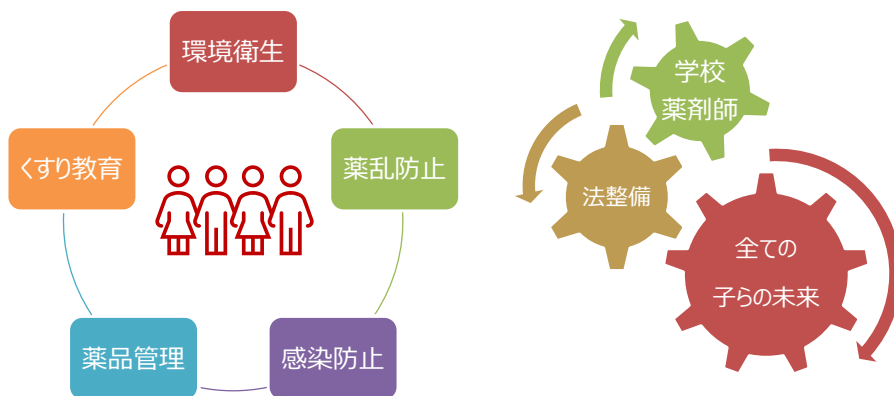 環境衛生
薬乱防止
感染防止
薬品管理
くすり教育
学校
薬剤師
法整備
全ての
子らの未来